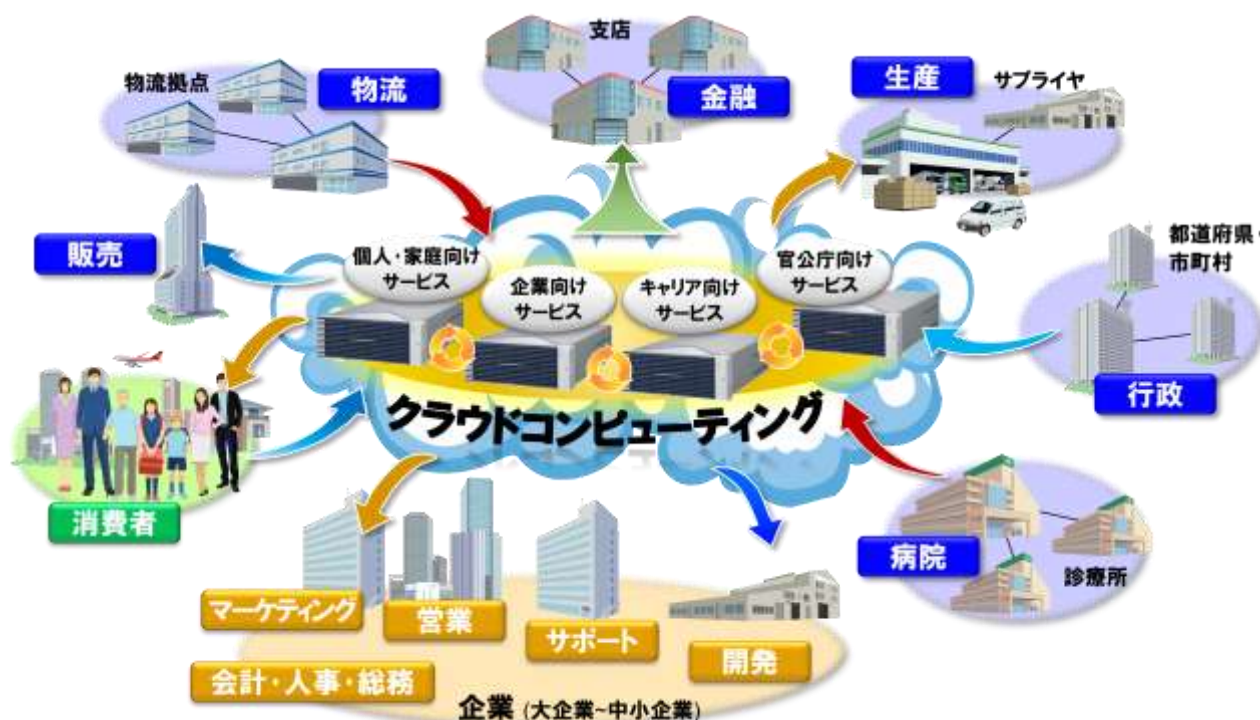 支店
物流拠点
物流
金融
生産
サプライヤ
販売
個人・家庭向け
サービス
企業向け
サービス
キャリア向け
サービス
官公庁向け
サービス
都道府県・
市町村
行政
クラウドコンピューティング
消費者
病院
診療所
マーケティング
営業
サポート
開発
会計・人事・総務
企業 (大企業~中小企業)